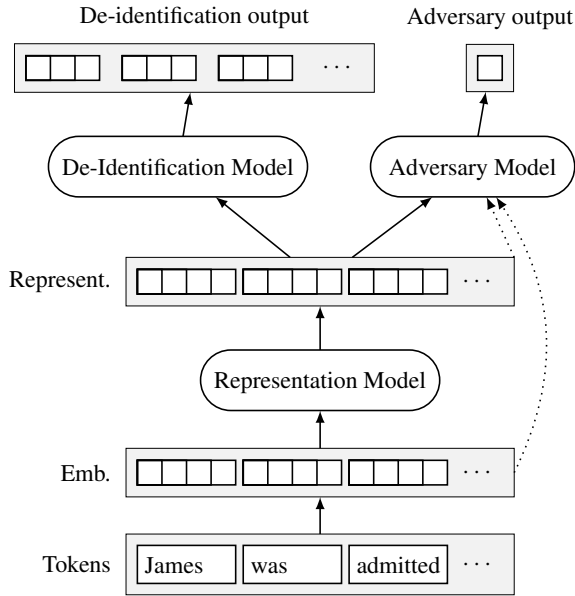 De-identification output
Adversary output
...
De-Identification Model
Adversary Model
Represent.
...
Representation Model
Emb.
...
Tokens
James was admitted ...